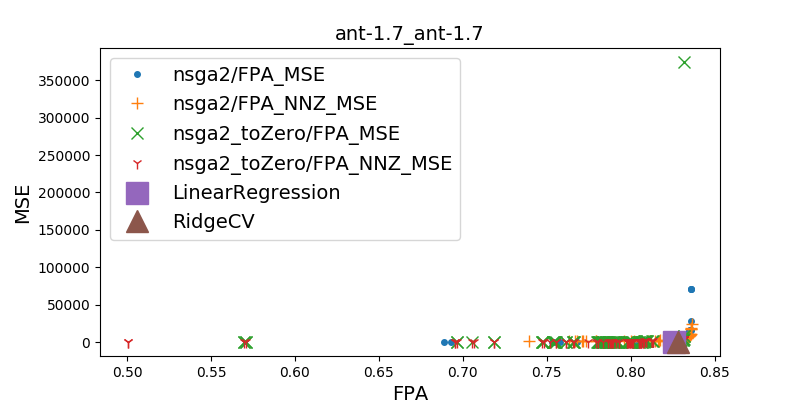 ant-1.7_ant-1.7
350000
300000
250000
200000
150000
100000
50000
0
MSE
nsga2/FPA_MSE
nsga2/FPA_NNZ_MSE
nsga2_toZero/FPA_MSE
nsga2_toZero/FPA_NNZ_MSE
LinearRegression
RidgeCV
0.50 0.55 0.60 0.65 0.70 0.75 0.80 0.85
FPA